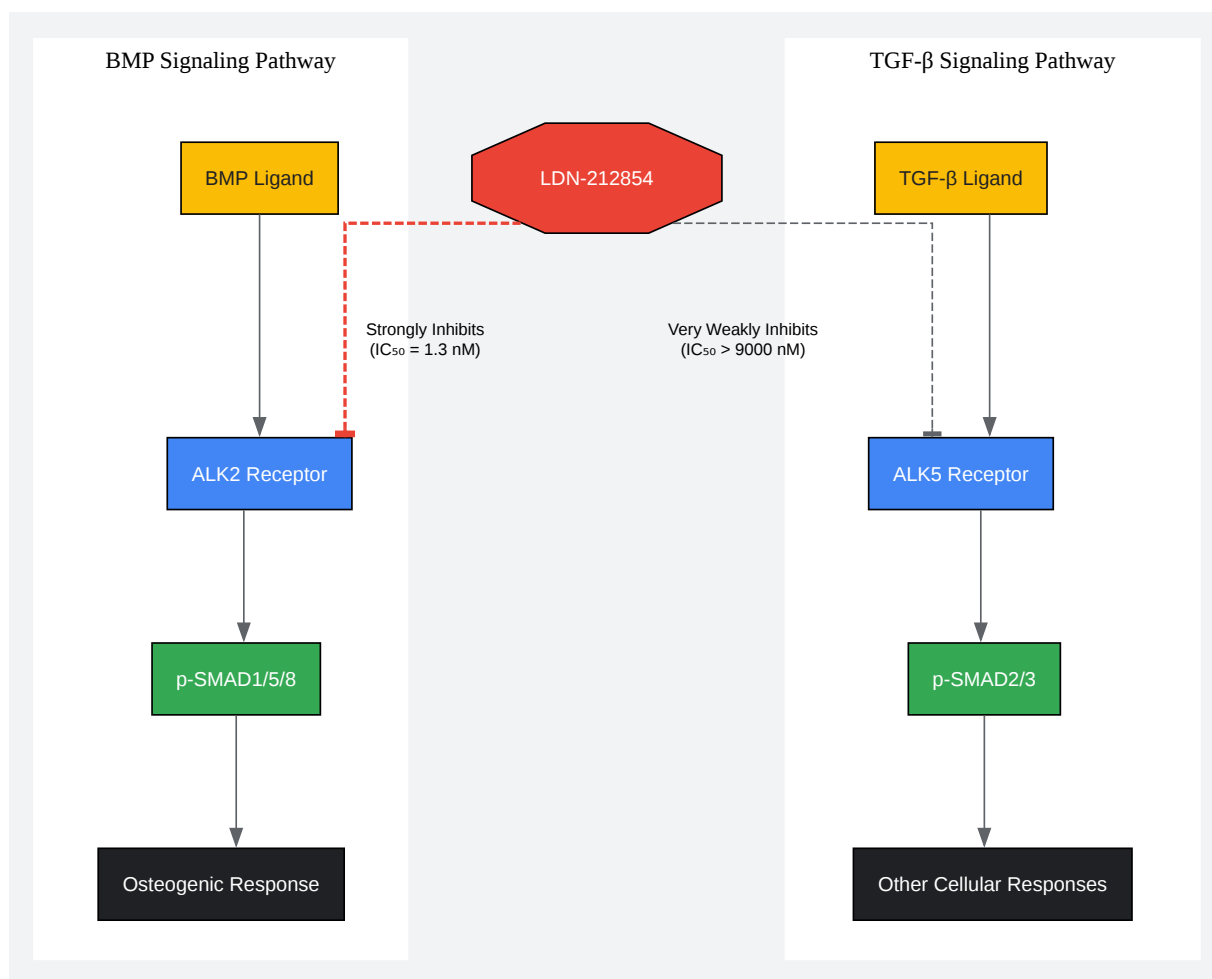 BMP Signaling Pathway
TGF-β Signaling Pathway
BMP Ligand
LDN-212854
TGF-β Ligand
Strongly Inhibits
(IC₅₀ = 1.3 nM)
Very Weakly Inhibits
(IC₅₀ > 9000 nM)
ALK2 Receptor
ALK5 Receptor
p-SMAD1/5/8
p-SMAD2/3
Osteogenic Response
Other Cellular Responses